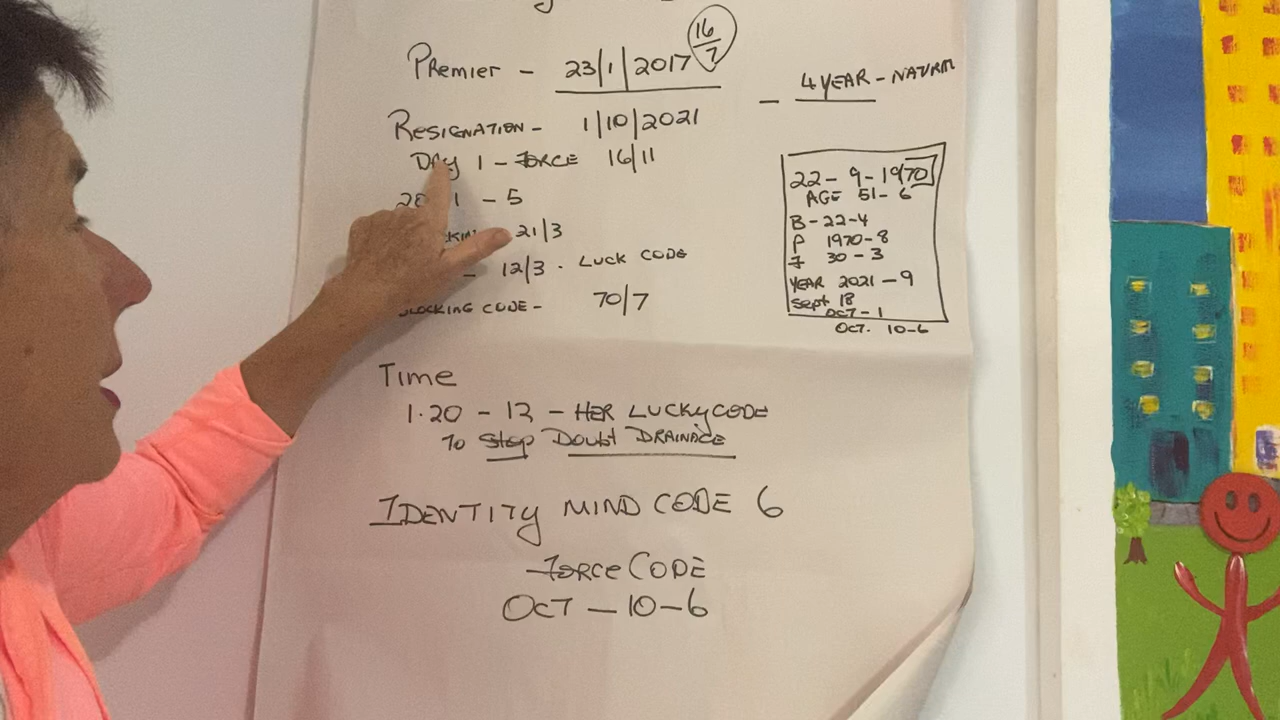 16/7
Premier - 23/1/2017
4 YEAR - NATURAL
Resignation - 1/10/2021
Day 1 - FORCE 16/11
- 5
21/3
- 12/3 . LUCK CODE
CODE - 70/7
22 - 9 - 1970
AGE 51 - 6
B - 22 - 4
P 1970 - 8
F 30 - 3
YEAR 2021 - 9
Sept 18
OCT - 1
OCT. 10 - 6
Time
1.20 - 12 - HER LUCKY CODE
To Stop Doubt DRAINAGE
IDENTITY MIND CODE 6
Force CODE
OCT - 10 - 6